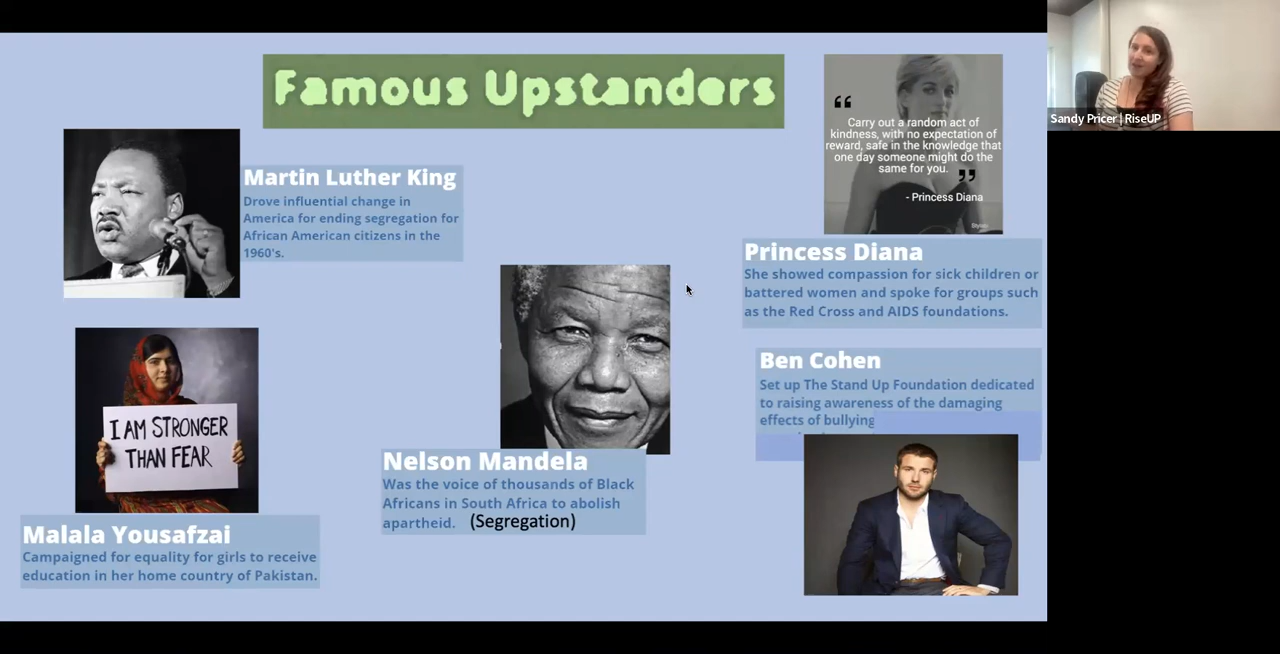 Famous Upstanders
Martin Luther King
Drove influential change in
America for ending segregation for
African American citizens in the
1960's.
I AM STRONGER
THAN FEAR
Malala Yousafzai
Campaigned for equality for girls to receive
education in her home country of Pakistan.
Nelson Mandela
Was the voice of thousands of Black
Africans in South Africa to abolish
apartheid. (Segregation)
“
Carry out a random act of
kindness, with no expectation of
reward, safe in the knowledge that
one day someone might do the
same for you. ”
- Princess Diana
Princess Diana
She showed compassion for sick children or
battered women and spoke for groups such
as the Red Cross and AIDS foundations.
Ben Cohen
Set up The Stand Up Foundation dedicated
to raising awareness of the damaging
effects of bullying
Sandy Pricer | RiseUP